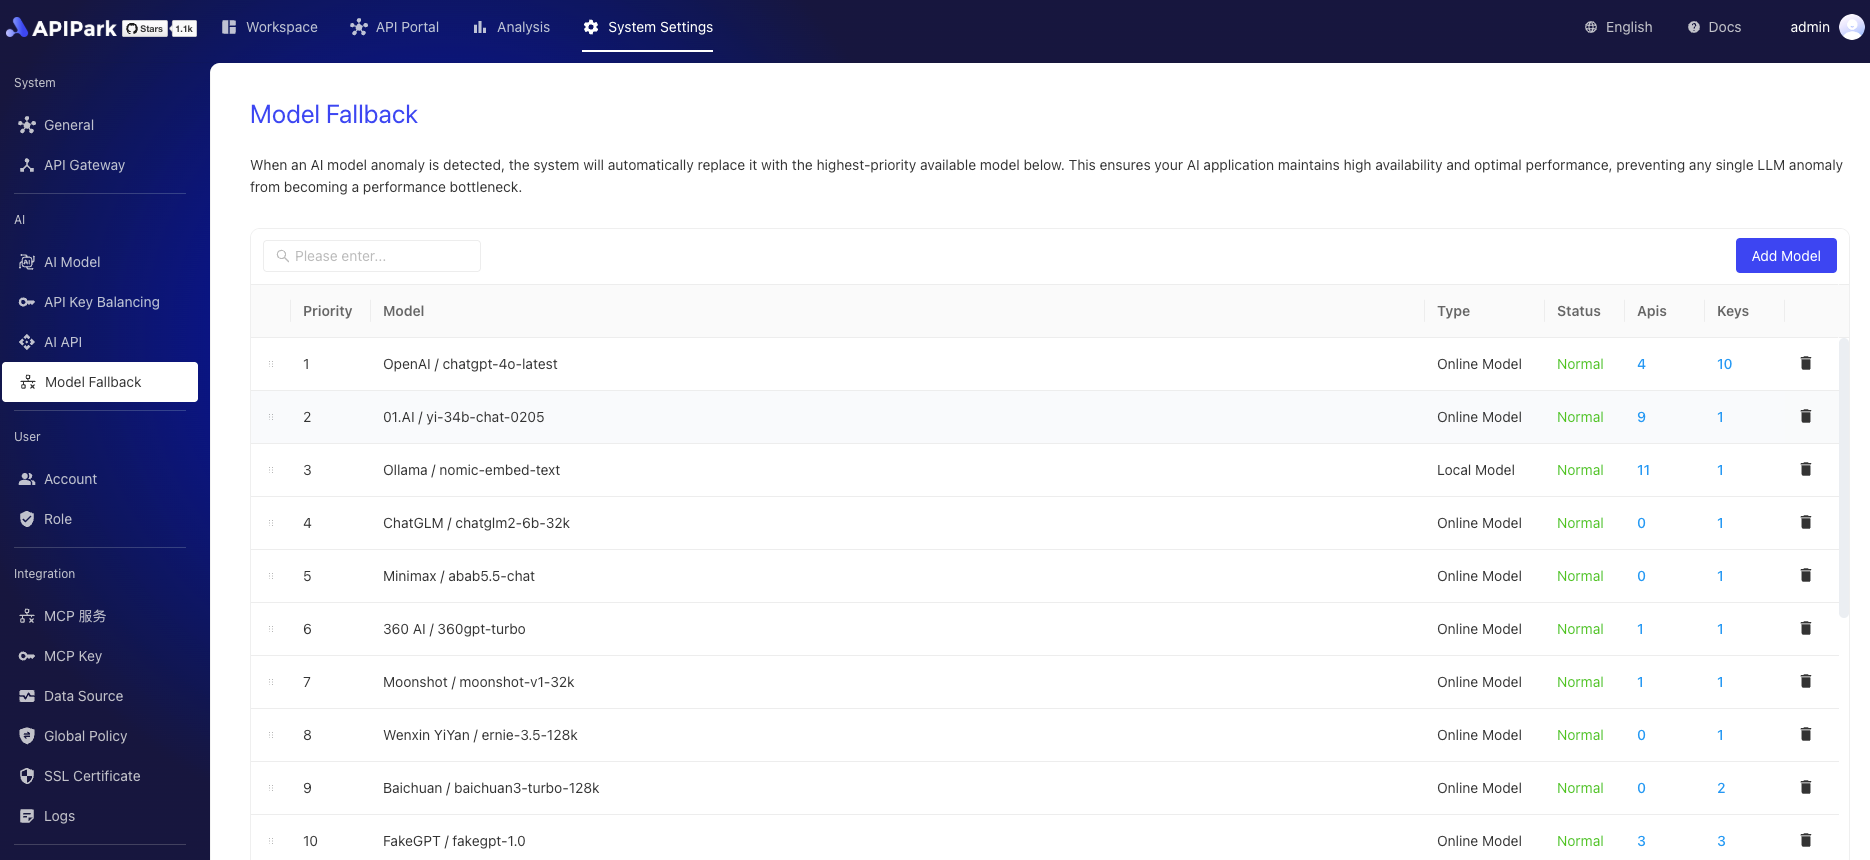 APIPark Stars 1.1k Workspace API Portal Analysis System Settings English Docs admin
System
General
API Gateway
AI
AI Model
API Key Balancing
AI API
Model Fallback
User
Account
Role
Integration
MCP 服务
MCP Key
Data Source
Global Policy
SSL Certificate
Logs
Model Fallback
When an AI model anomaly is detected, the system will automatically replace it with the highest-priority available model below. This ensures your AI application maintains high availability and optimal performance, preventing any single LLM anomaly
from becoming a performance bottleneck.
Please enter... Add Model
Priority Model Type Status Apis Keys
1 OpenAI / chatgpt-4o-latest Online Model Normal 4 10
2 01.AI / yi-34b-chat-0205 Online Model Normal 9 1
3 Ollama / nomic-embed-text Local Model Normal 11 1
4 ChatGLM / chatglm2-6b-32k Online Model Normal 0 1
5 Minimax / abab5.5-chat Online Model Normal 0 1
6 360 AI / 360gpt-turbo Online Model Normal 1 1
7 Moonshot / moonshot-v1-32k Online Model Normal 1 1
8 Wenxin YiYan / ernie-3.5-128k Online Model Normal 0 1
9 Baichuan / baichuan3-turbo-128k Online Model Normal 0 2
10 FakeGPT / fakegpt-1.0 Online Model Normal 3 3